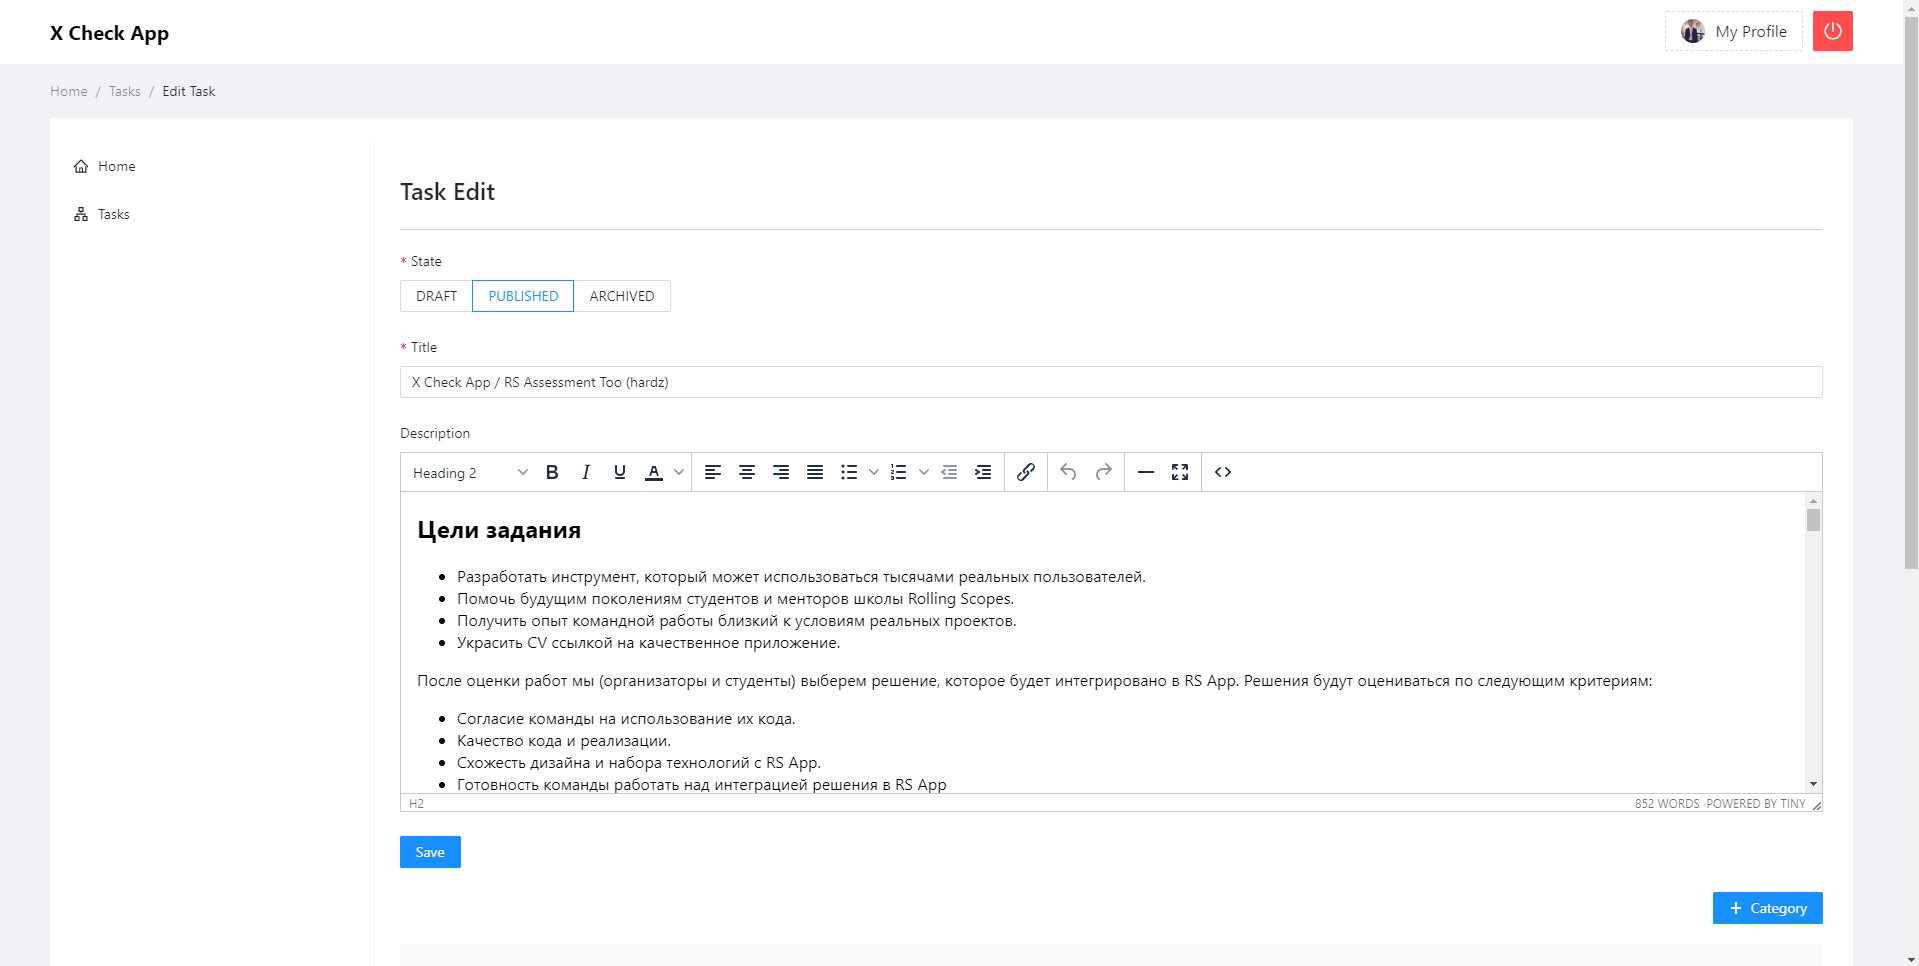 X Check App
My Profile
Home / Tasks / Edit Task
Home
Tasks
Task Edit
* State
DRAFT PUBLISHED ARCHIVED
* Title
X Check App / RS Assessment Too (hardz)
Description
Heading 2 B I U A
Цели задания
• Разработать инструмент, который может использоваться тысячами реальных пользователей.
• Помочь будущим поколениям студентов и менторов школы Rolling Scopes.
• Получить опыт командной работы близкий к условиям реальных проектов.
• Украсить CV ссылкой на качественное приложение.
После оценки работ мы (организаторы и студенты) выберем решение, которое будет интегрировано в RS App. Решения будут оцениваться по следующим критериям:
• Согласие команды на использование их кода.
• Качество кода и реализации.
• Схожесть дизайна и набора технологий с RS App.
• Готовность команды работать над интеграцией решения в RS App
H2 852 WORDS POWERED BY TINY
Save
+ Category